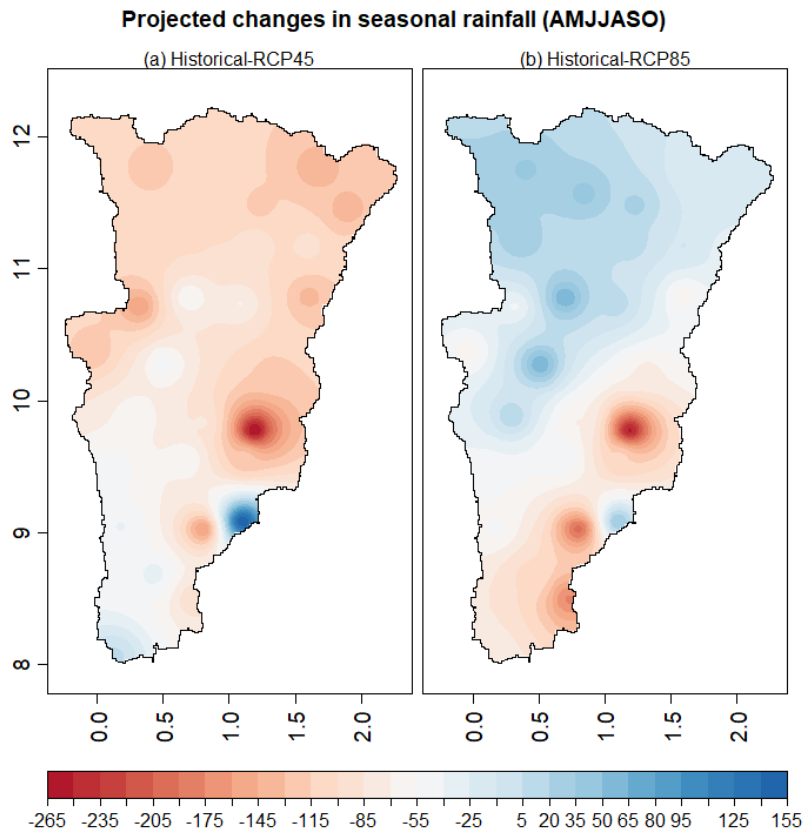 Projected changes in seasonal rainfall (AMJJASO)
(a) Historical-RCP45 (b) Historical-RCP85
12
11
10
9
8
0.0 0.5 1.0 1.5 2.0 0.0 0.5 1.0 1.5 2.0
-265 -235 -205 -175 -145 -115 -85 -55 -25 5 20 35 50 65 80 95 125 155